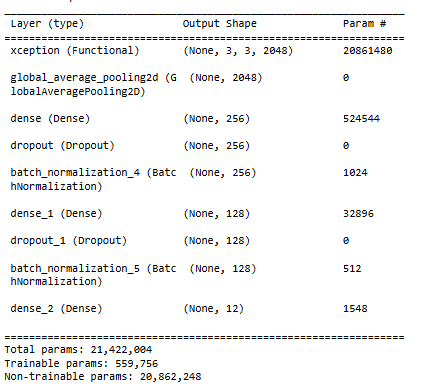 Layer (type) Output Shape Param #
=================================================================
xception (Functional) (None, 3, 3, 2048) 20861480
global_average_pooling2d (G (None, 2048) 0
lobalAveragePooling2D)
dense (Dense) (None, 256) 524544
dropout (Dropout) (None, 256) 0
batch_normalization_4 (Batc (None, 256) 1024
hNormalization)
dense_1 (Dense) (None, 128) 32896
dropout_1 (Dropout) (None, 128) 0
batch_normalization_5 (Batc (None, 128) 512
hNormalization)
dense_2 (Dense) (None, 12) 1548
=================================================================
Total params: 21,422,004
Trainable params: 559,756
Non-trainable params: 20,862,248